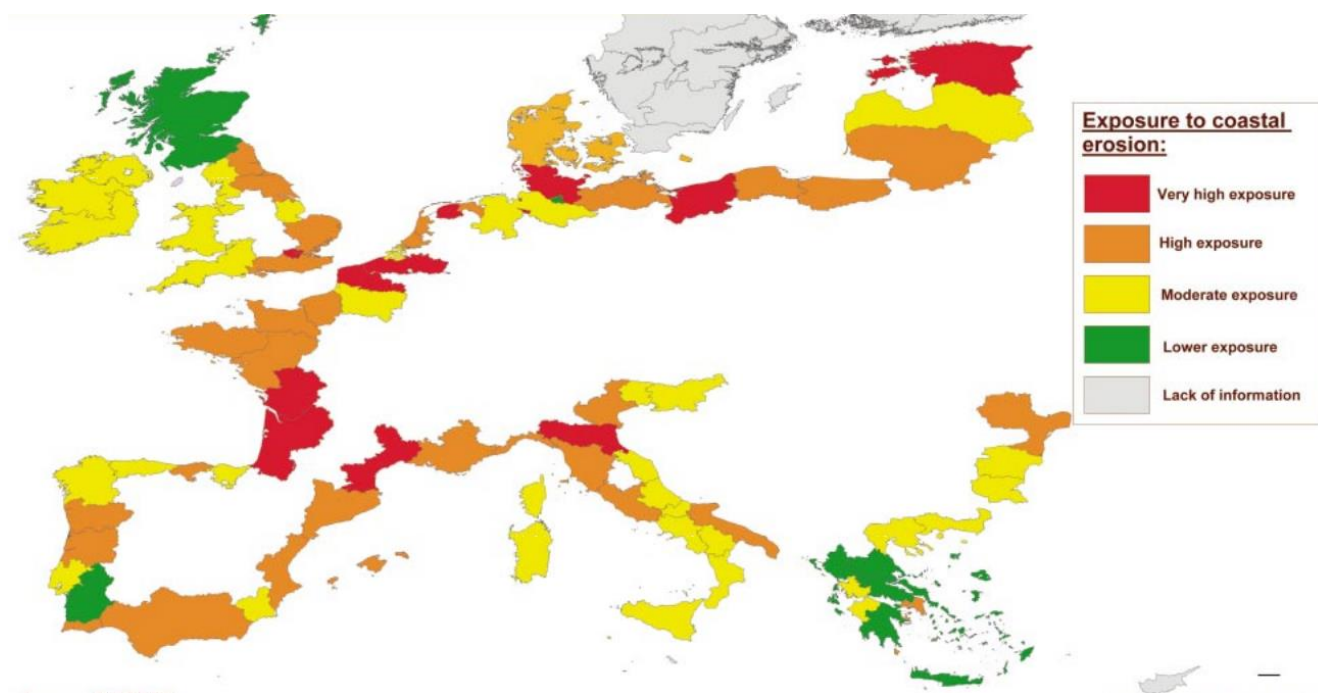 Exposure to coastal
erosion:
Very high exposure
High exposure
Moderate exposure
Lower exposure
Lack of information